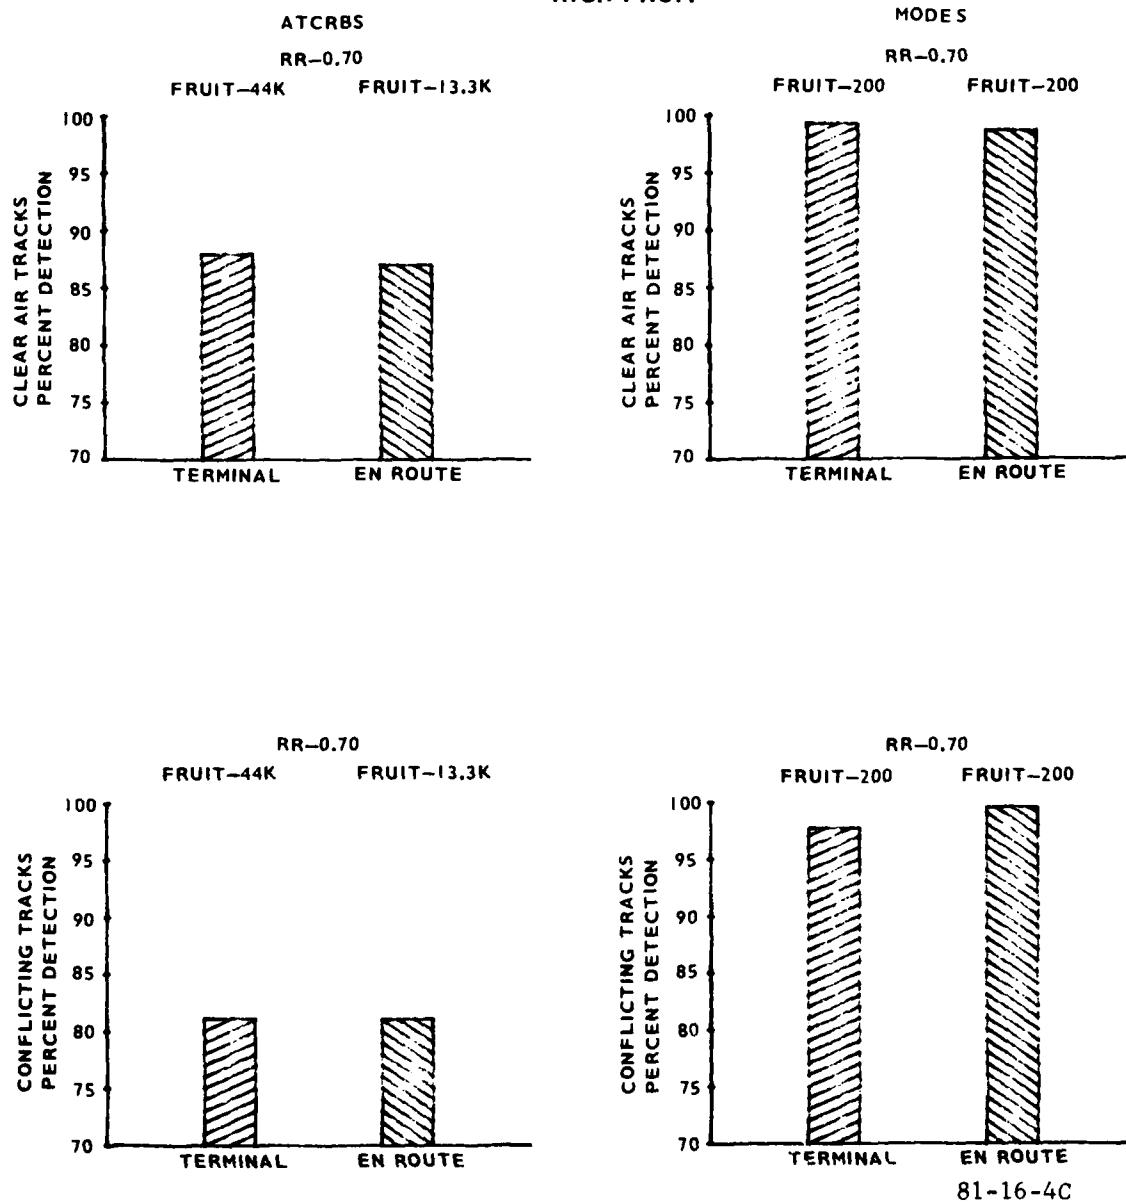 ATCRBS
RR-0.70
FRUIT-44K FRUIT-13.3K
CLEAR AIR TRACKS
PERCENT DETECTION
100
95
90
85
80
75
70
TERMINAL EN ROUTE
MODES
RR-0.70
FRUIT-200 FRUIT-200
CLEAR AIR TRACKS
PERCENT DETECTION
100
95
90
85
80
75
70
TERMINAL EN ROUTE
RR-0.70
FRUIT-44K FRUIT-13.3K
CONFLICTING TRACKS
PERCENT DETECTION
100
95
90
85
80
75
70
TERMINAL EN ROUTE
RR-0.70
FRUIT-200 FRUIT-200
CONFLICTING TRACKS
PERCENT DETECTION
100
95
90
85
80
75
70
TERMINAL EN ROUTE
81-16-4C